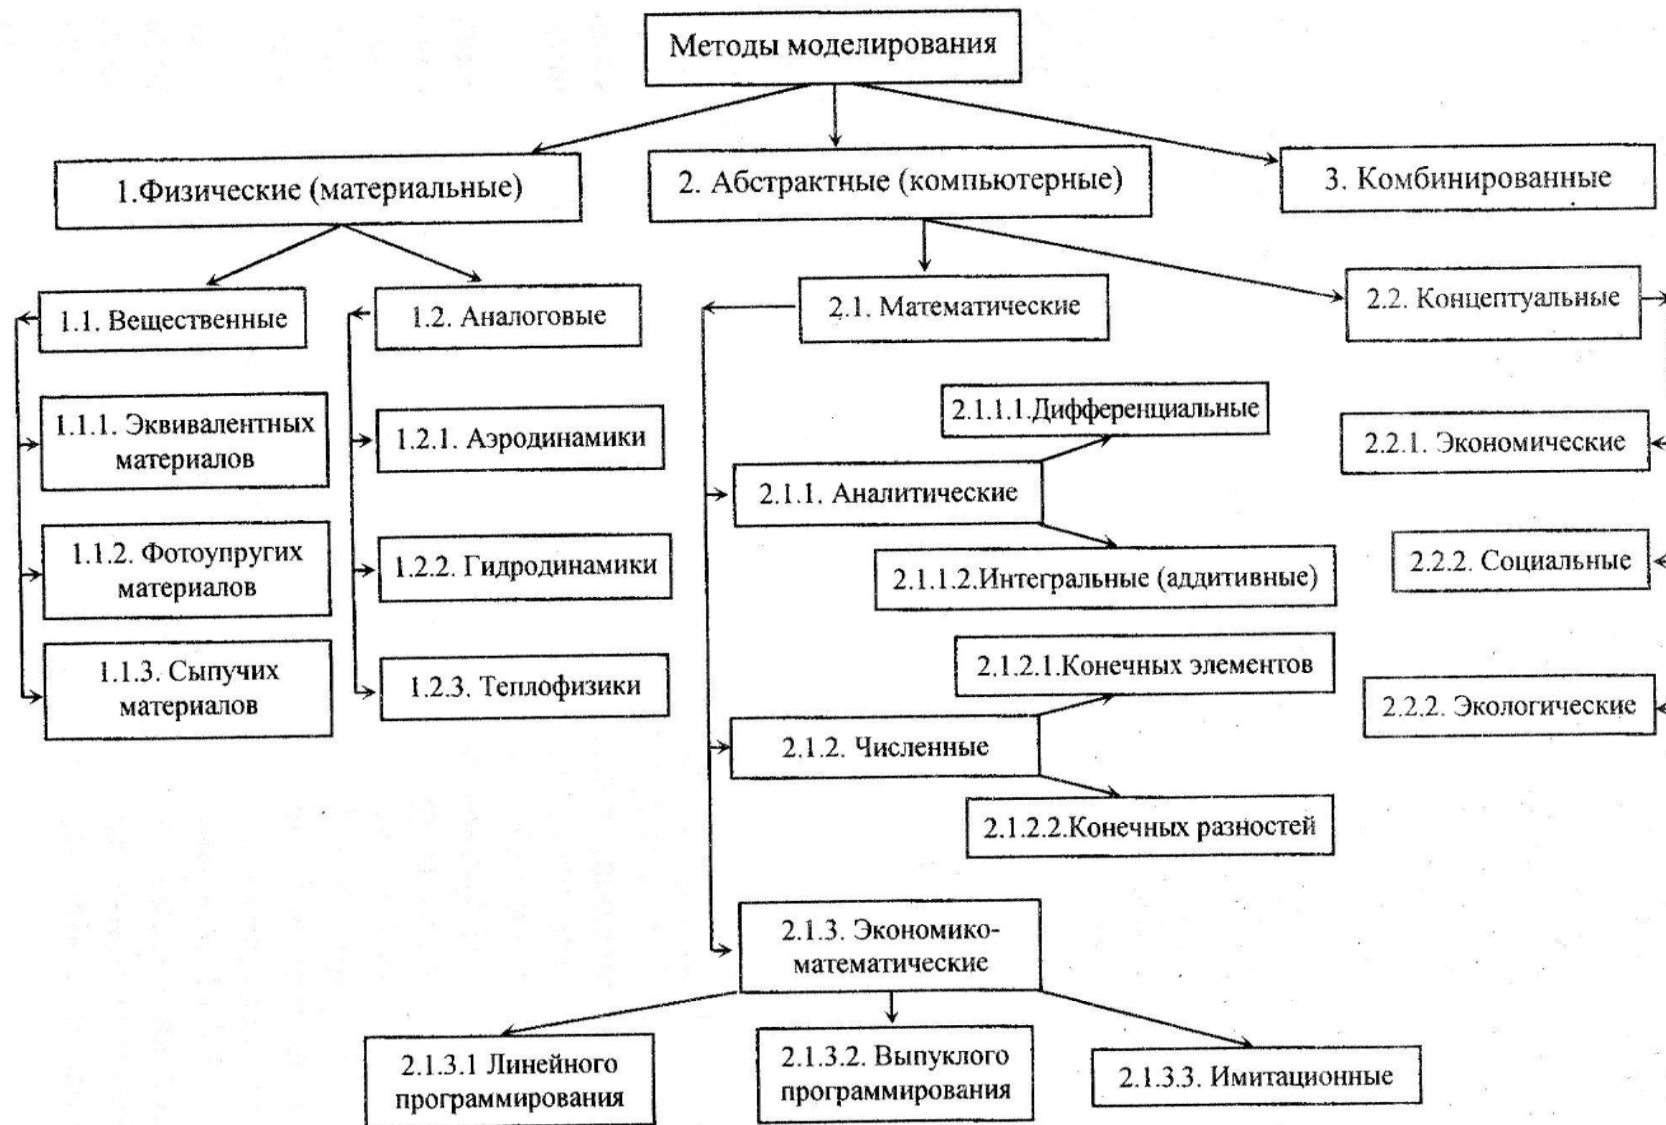 Методы моделирования
1.Физические (материальные)
2. Абстрактные (компьютерные)
3. Комбинированные
1.1. Вещественные
1.2. Аналоговые
2.1. Математические
2.2. Концептуальные
1.1.1. Эквивалентных
материалов
1.2.1. Аэродинамики
2.1.1.1.Дифференциальные
2.2.1. Экономические
2.1.1. Аналитические
1.1.2. Фотоупругих
материалов
1.2.2. Гидродинамики
2.1.1.2.Интегральные (аддитивные)
2.2.2. Социальные
1.1.3. Сыпучих
материалов
1.2.3. Теплофизики
2.1.2.1.Конечных элементов
2.2.2. Экологические
2.1.2. Численные
2.1.2.2.Конечных разностей
2.1.3. Экономико-
математические
2.1.3.1 Линейного
программирования
2.1.3.2. Выпуклого
программирования
2.1.3.3. Имитационные